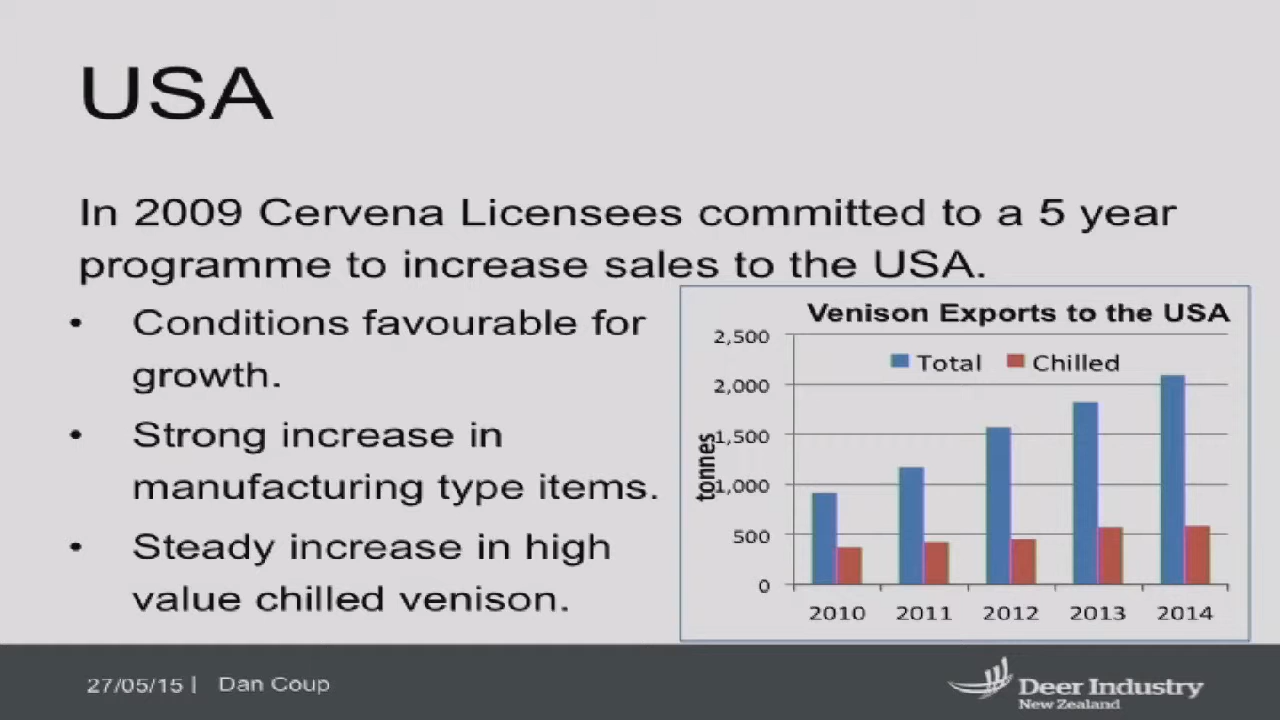 USA
In 2009 Cervena Licensees committed to a 5 year
programme to increase sales to the USA.
• Conditions favourable for
growth.
• Strong increase in
manufacturing type items.
• Steady increase in high
value chilled venison.
Venison Exports to the USA
Total Chilled
tonnes
2,500
2,000
1,500
1,000
500
0
2010 2011 2012 2013 2014
27/05/15 | Dan Coup
Deer Industry
New Zealand